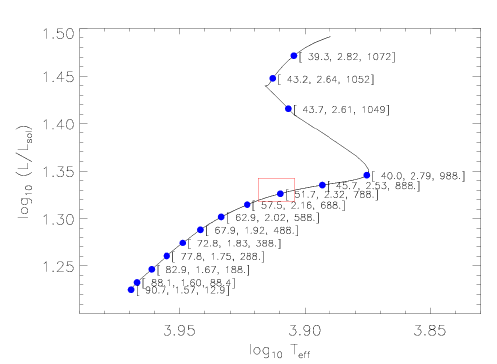 1.50
[ 39.3, 2.82, 1072]
1.45
[ 43.2, 2.64, 1052]
[ 43.7, 2.61, 1049]
1.40
log10 (L/Lsol)
1.35
[ 40.0, 2.79, 988.]
[ 45.7, 2.53, 888.]
[ 51.7, 2.32, 788.]
[ 57.5, 2.16, 688.]
1.30
[ 62.9, 2.02, 588.]
[ 67.9, 1.92, 488.]
[ 72.8, 1.83, 388.]
[ 77.8, 1.75, 288.]
1.25
[ 82.9, 1.67, 188.]
[ 88.1, 1.60, 88.4]
[ 90.7, 1.57, 12.9]
3.95 3.90 3.85
log10 Teff